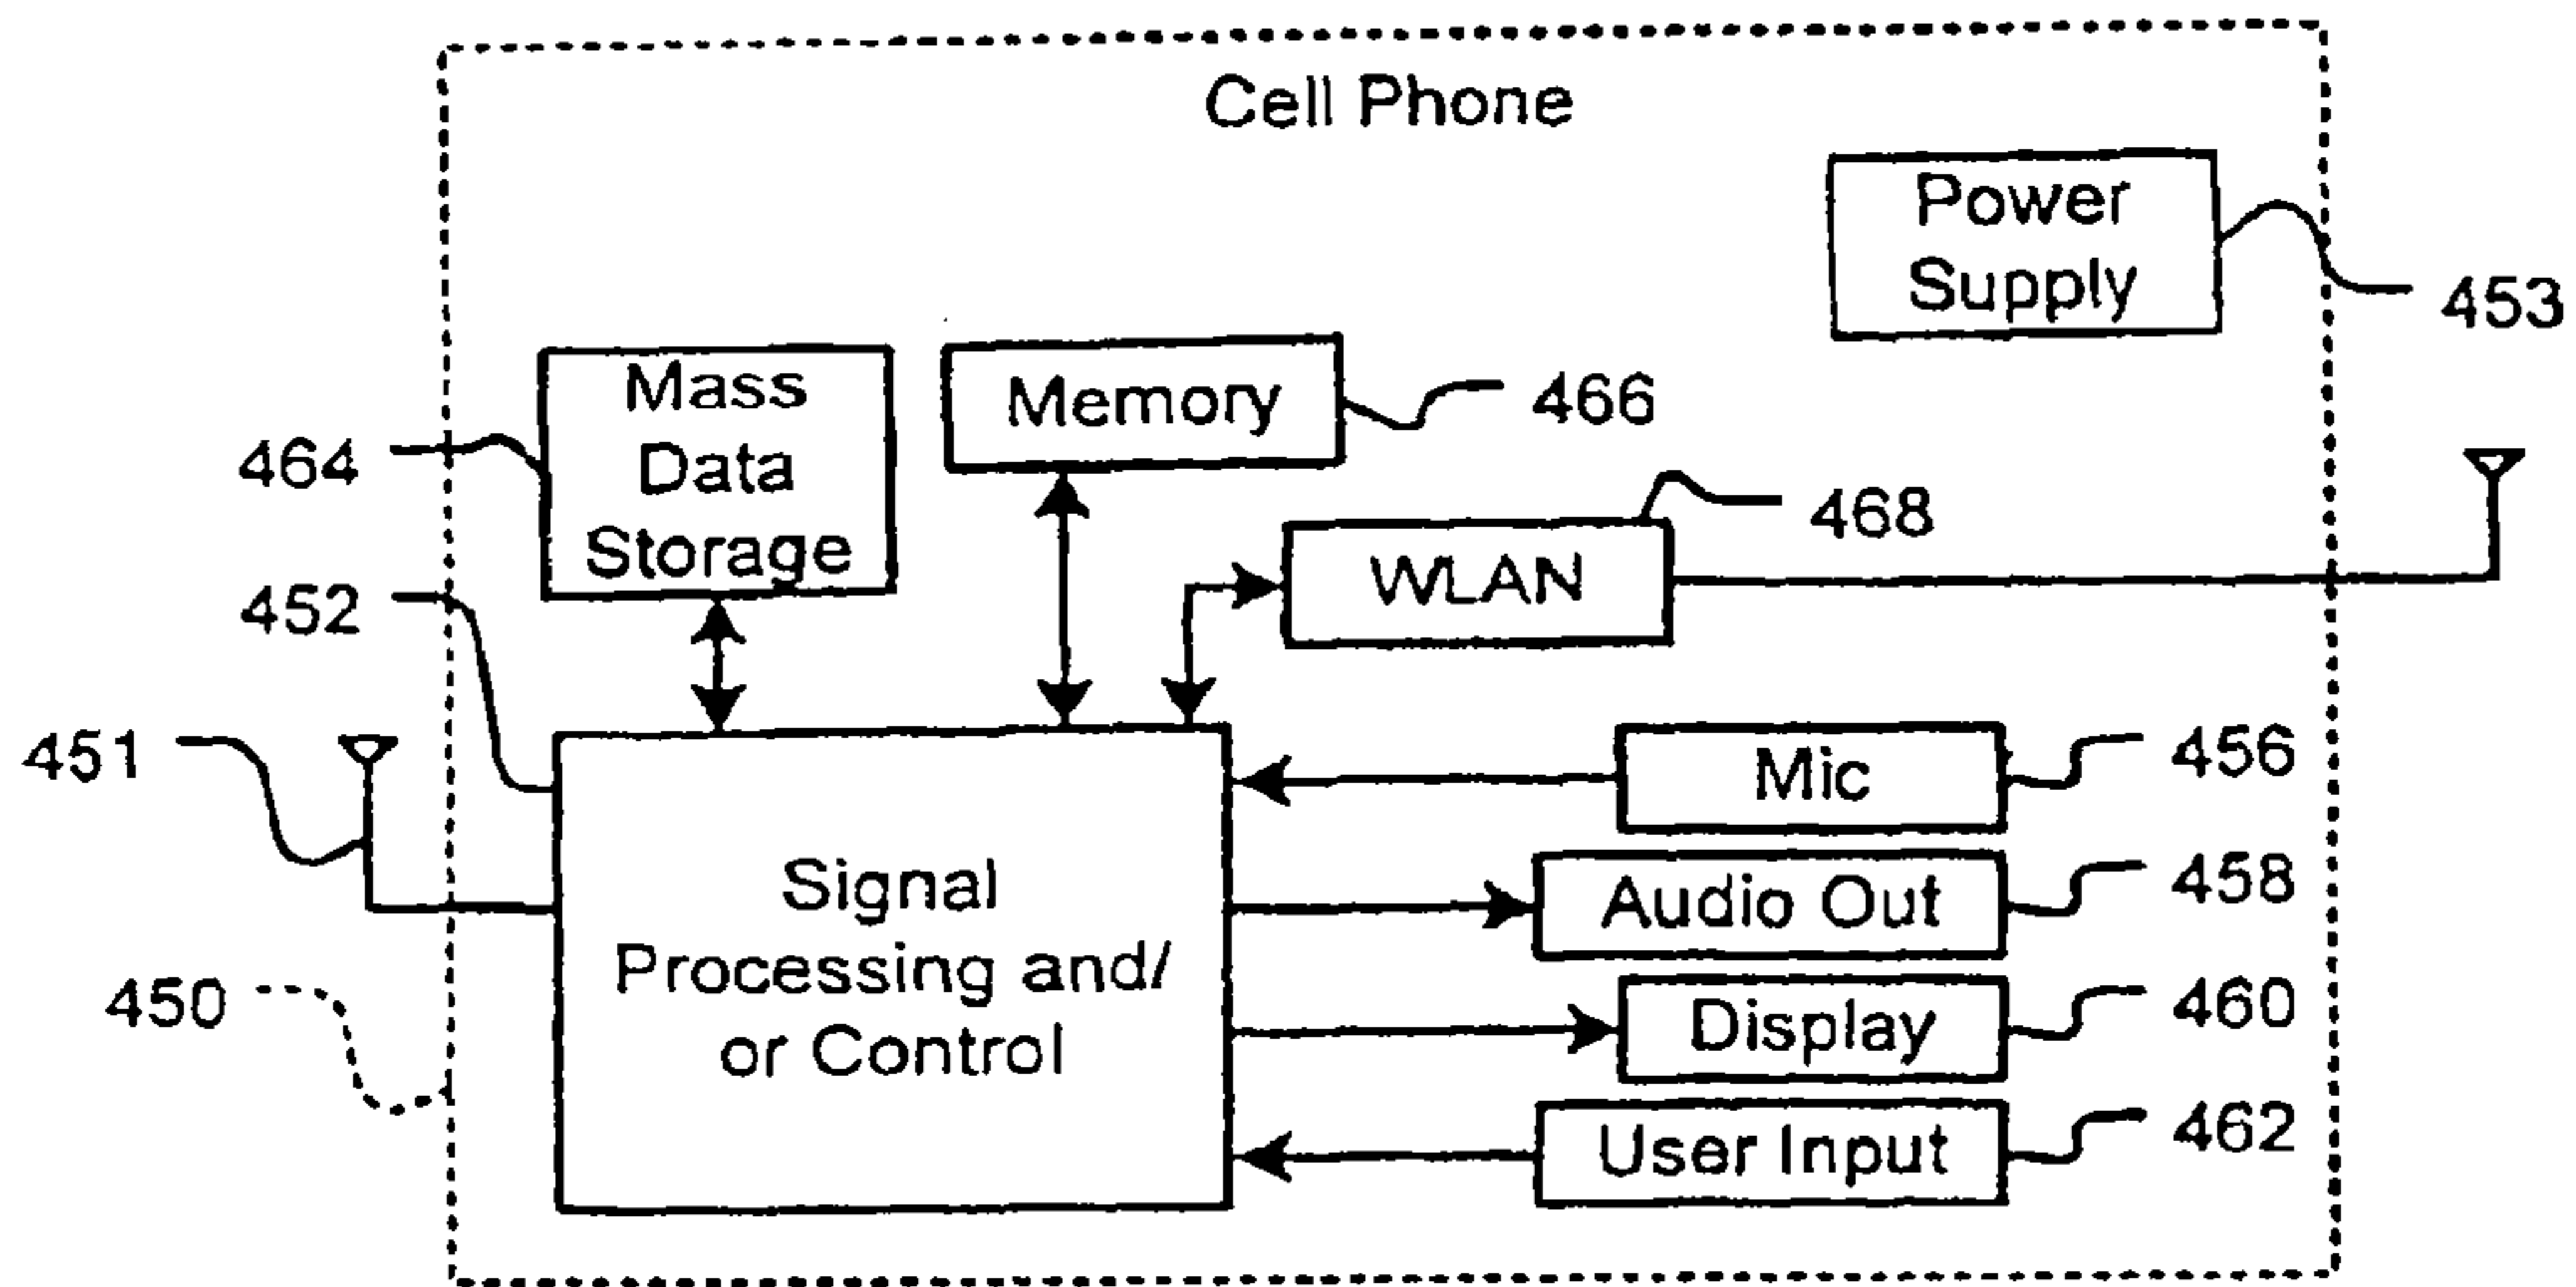 Cell Phone
Power
Supply
453
Mass
Data
Storage
464
Memory
466
WLAN
468
452
451
Mic
456
Signal
Processing and/
or Control
Audio Out
458
450
Display
460
User Input
462